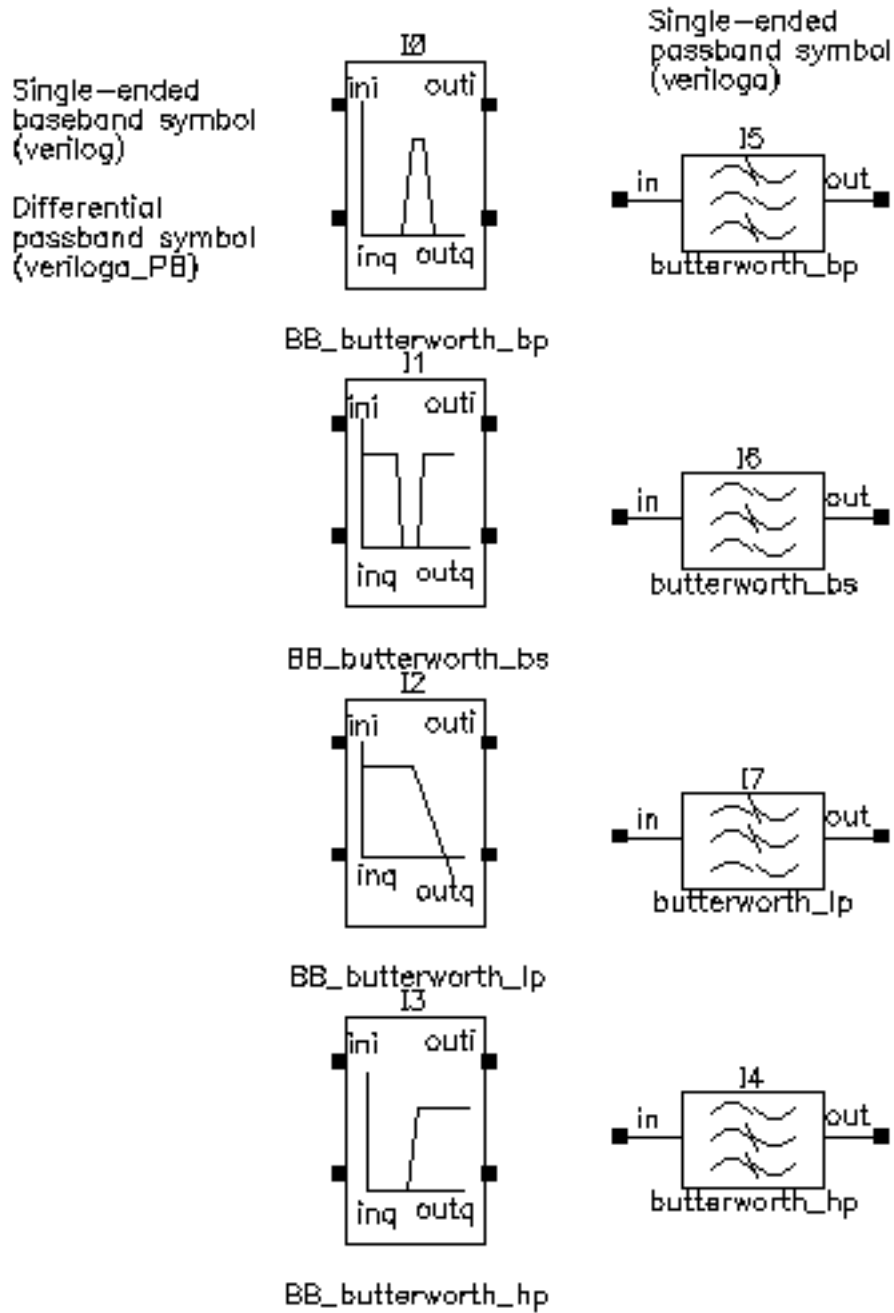 Single-ended
baseband symbol
(verilog)
Differential
passband symbol
(veriloga_PB)
I0
ini outi
inq outq
BB_butterworth_bp
I1
ini outi
inq outq
BB_butterworth_bs
I2
ini outi
inq outq
BB_butterworth_lp
I3
ini outi
inq outq
BB_butterworth_hp
Single-ended
passband symbol
(veriloga)
I5
in out
butterworth_bp
I6
in out
butterworth_bs
I7
in out
butterworth_lp
I4
in out
butterworth_hp